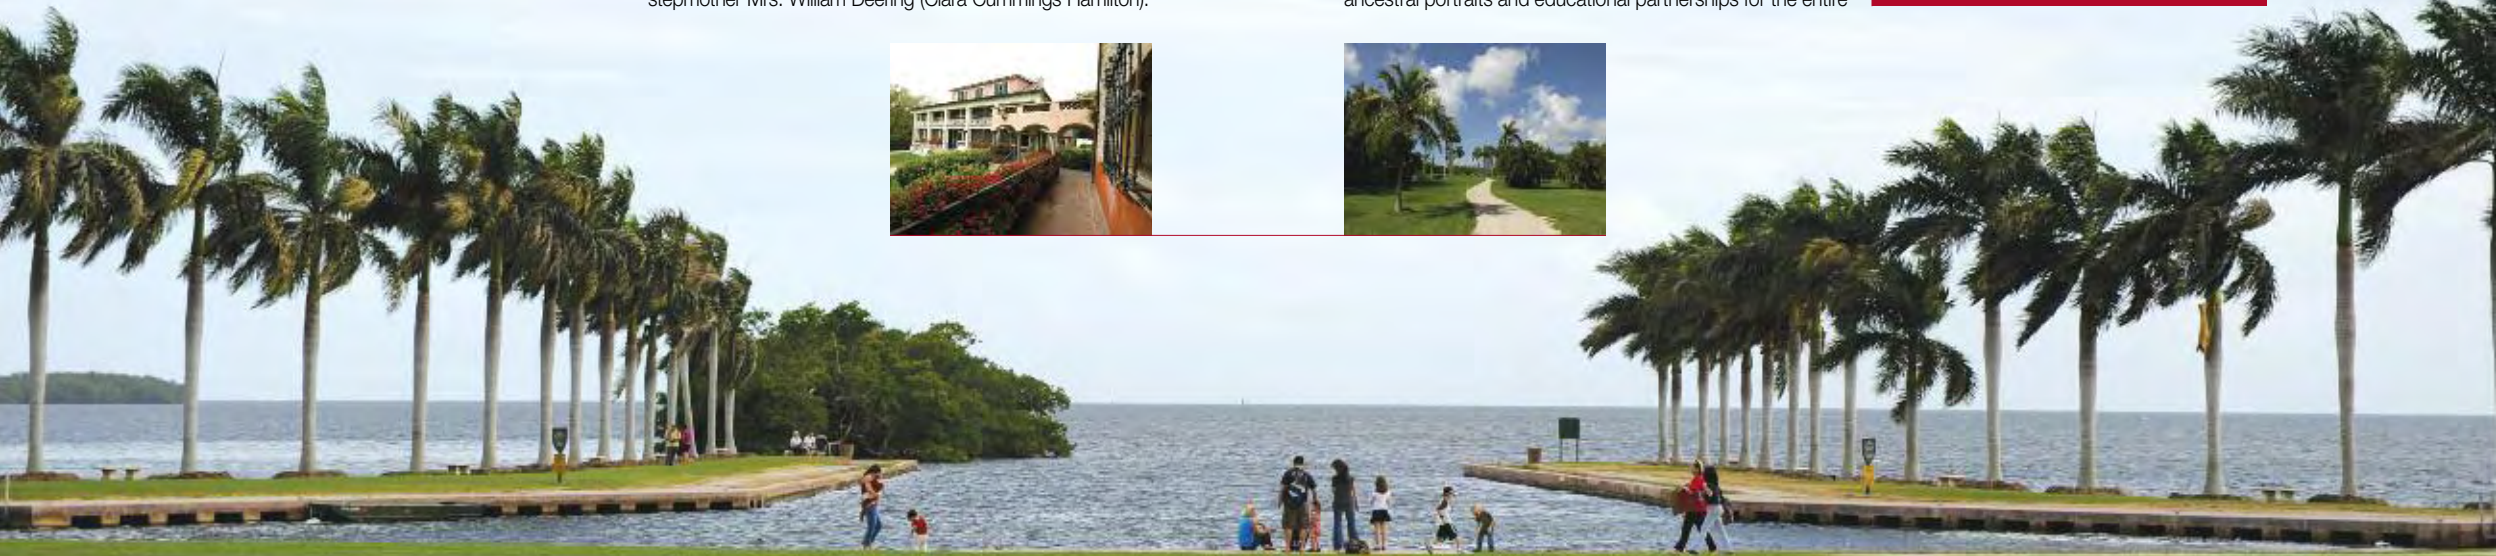 stepmother Mrs. William Deering (Clara Cummings Hamilton).
ancestral portraits and educational partnerships for the entire